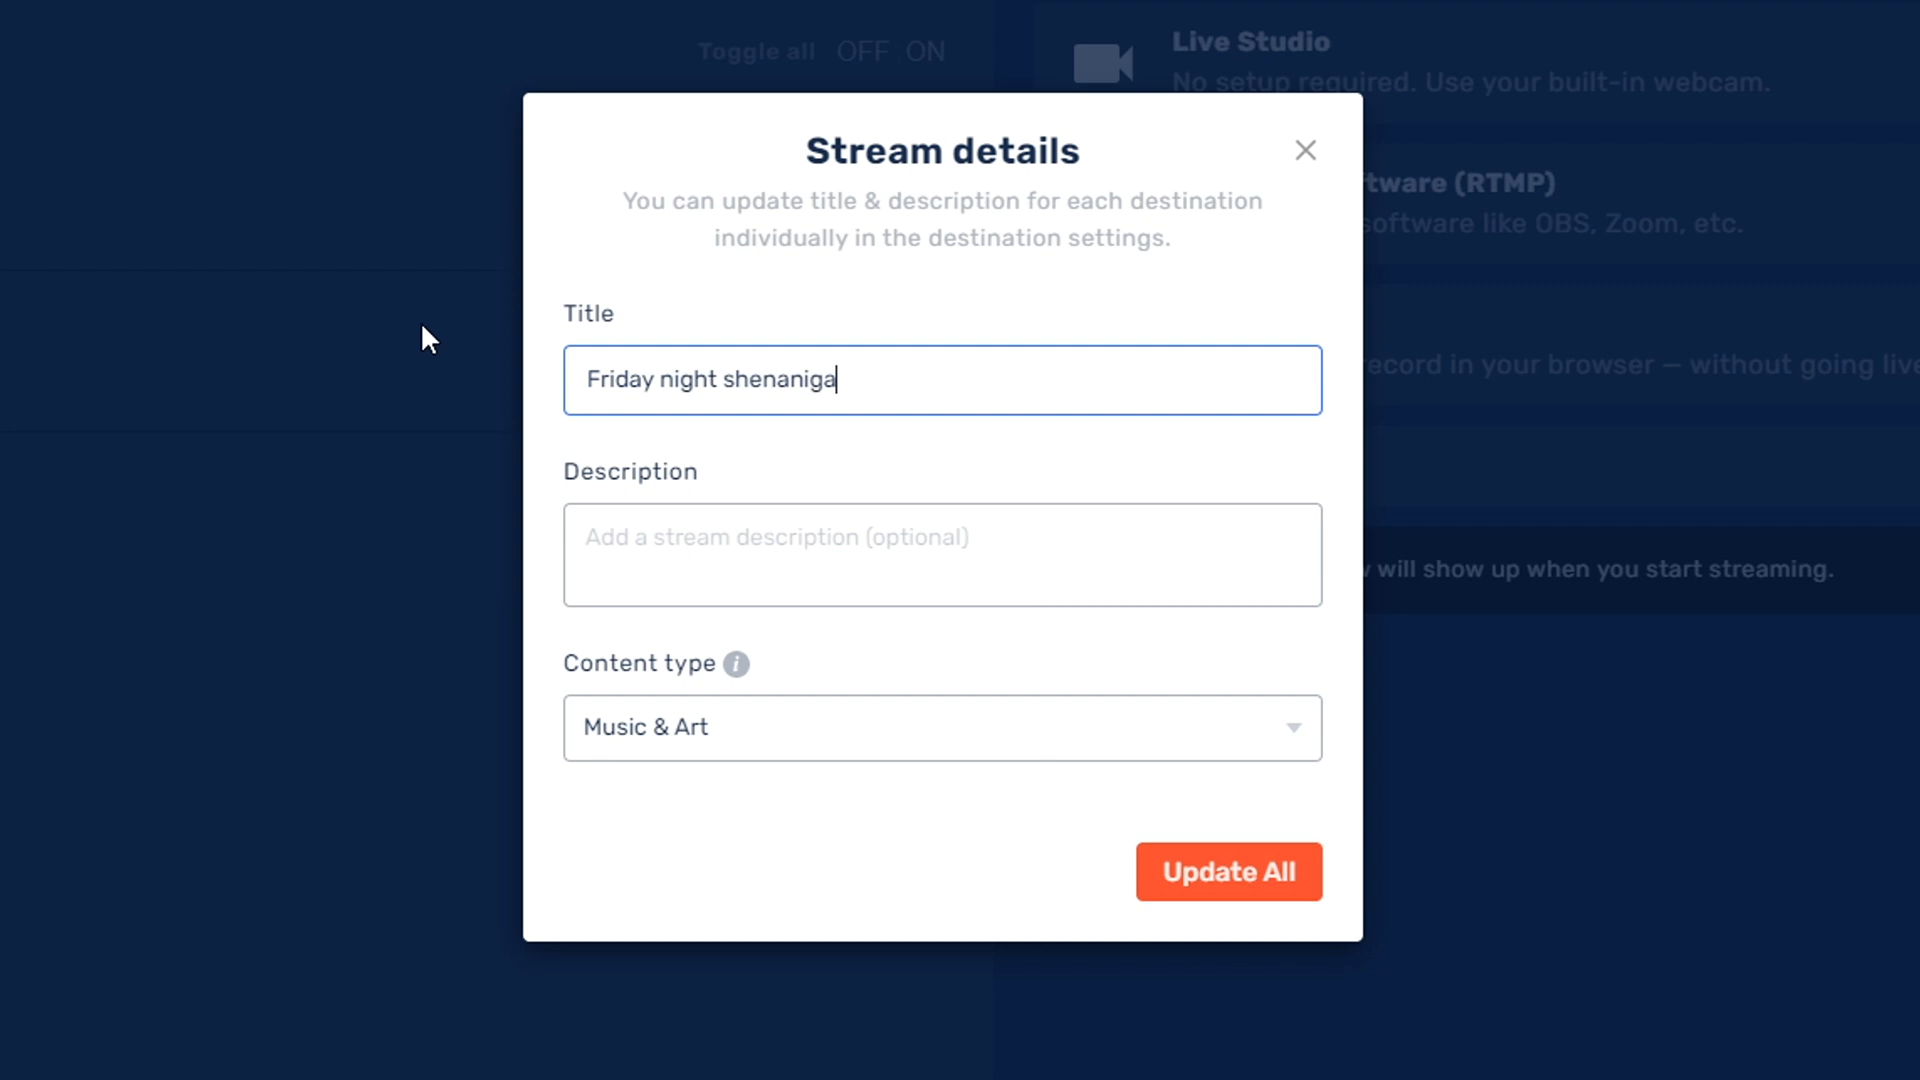 Toggle all OFF ON
Live Studio
No setup required. Use your built-in webcam.
Stream details
You can update title & description for each destination
individually in the destination settings.
(RTMP)
software like OBS, Zoom, etc.
Title
Friday night shenaniga
record in your browser — without going live
Description
Add a stream description (optional)
will show up when you start streaming.
Content type i
Music & Art
Update All